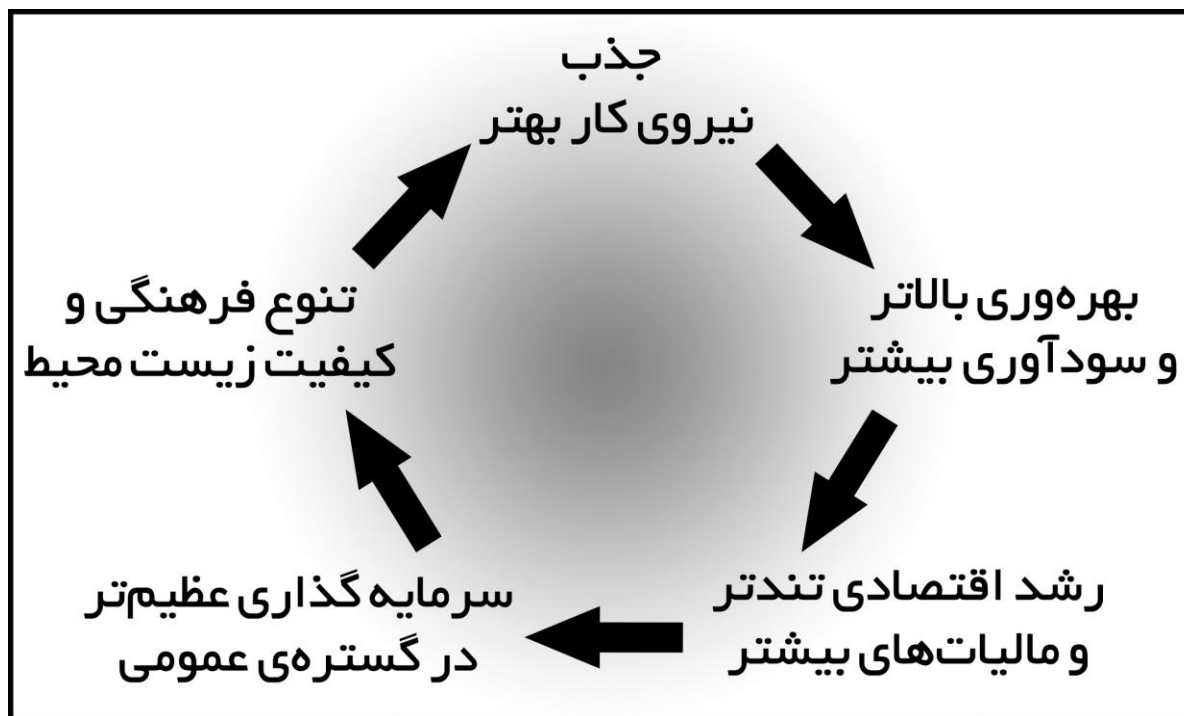 جذب
نیروی کار بهتر
بهره‌وری بالاتر
و سودآوری بیشتر
رشد اقتصادی تندتر
و مالیات‌های بیشتر
سرمایه گذاری عظیم‌تر
در گستره‌ی عمومی
تنوع فرهنگی و
کیفیت زیست محیط